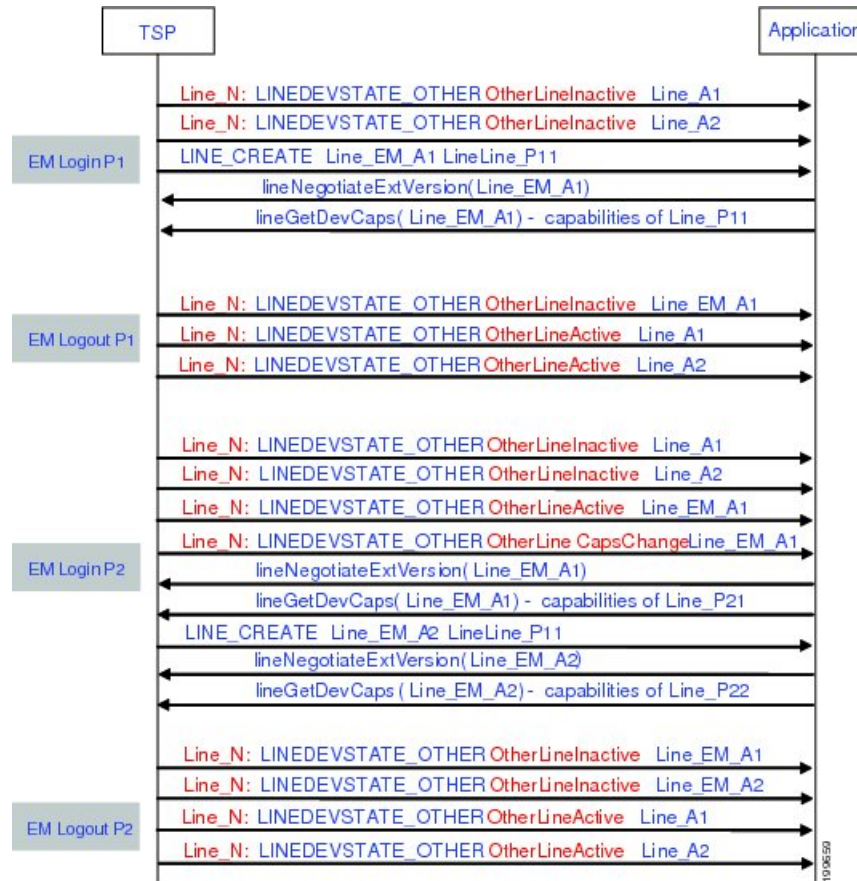 TSP
Application
Line_N: LINEDEVSTATE_OTHER OtherLineInactive Line_A1
Line_N: LINEDEVSTATE_OTHER OtherLineInactive Line_A2
EM Login P1
LINE_CREATE Line_EM_A1 LineLine_P11
lineNegotiateExtVersion(Line_EM_A1)
lineGetDevCaps( Line_EM_A1) - capabilities of Line_P11
Line_N: LINEDEVSTATE_OTHER OtherLineInactive Line_EM_A1
EM Logout P1
Line_N: LINEDEVSTATE_OTHER OtherLineActive Line_A1
Line_N: LINEDEVSTATE_OTHER OtherLineActive Line_A2
Line_N: LINEDEVSTATE_OTHER OtherLineInactive Line_A1
Line_N: LINEDEVSTATE_OTHER OtherLineInactive Line_A2
Line_N: LINEDEVSTATE_OTHER OtherLineActive Line_EM_A1
Line_N: LINEDEVSTATE_OTHER OtherLine CapsChangeLine_EM_A1
EM Login P2
lineNegotiateExtVersion( Line_EM_A1)
lineGetDevCaps( Line_EM_A1) - capabilities of Line_P21
LINE_CREATE Line_EM_A2 LineLine_P11
lineNegotiateExtVersion( Line_EM_A2)
lineGetDevCaps ( Line_EM_A2) - capabilities of Line_P22
Line_N: LINEDEVSTATE_OTHER OtherLineInactive Line_EM_A1
Line_N: LINEDEVSTATE_OTHER OtherLineInactive Line_EM_A2
EM Logout P2
Line_N: LINEDEVSTATE_OTHER OtherLineActive Line_A1
Line_N: LINEDEVSTATE_OTHER OtherLineActive Line_A2